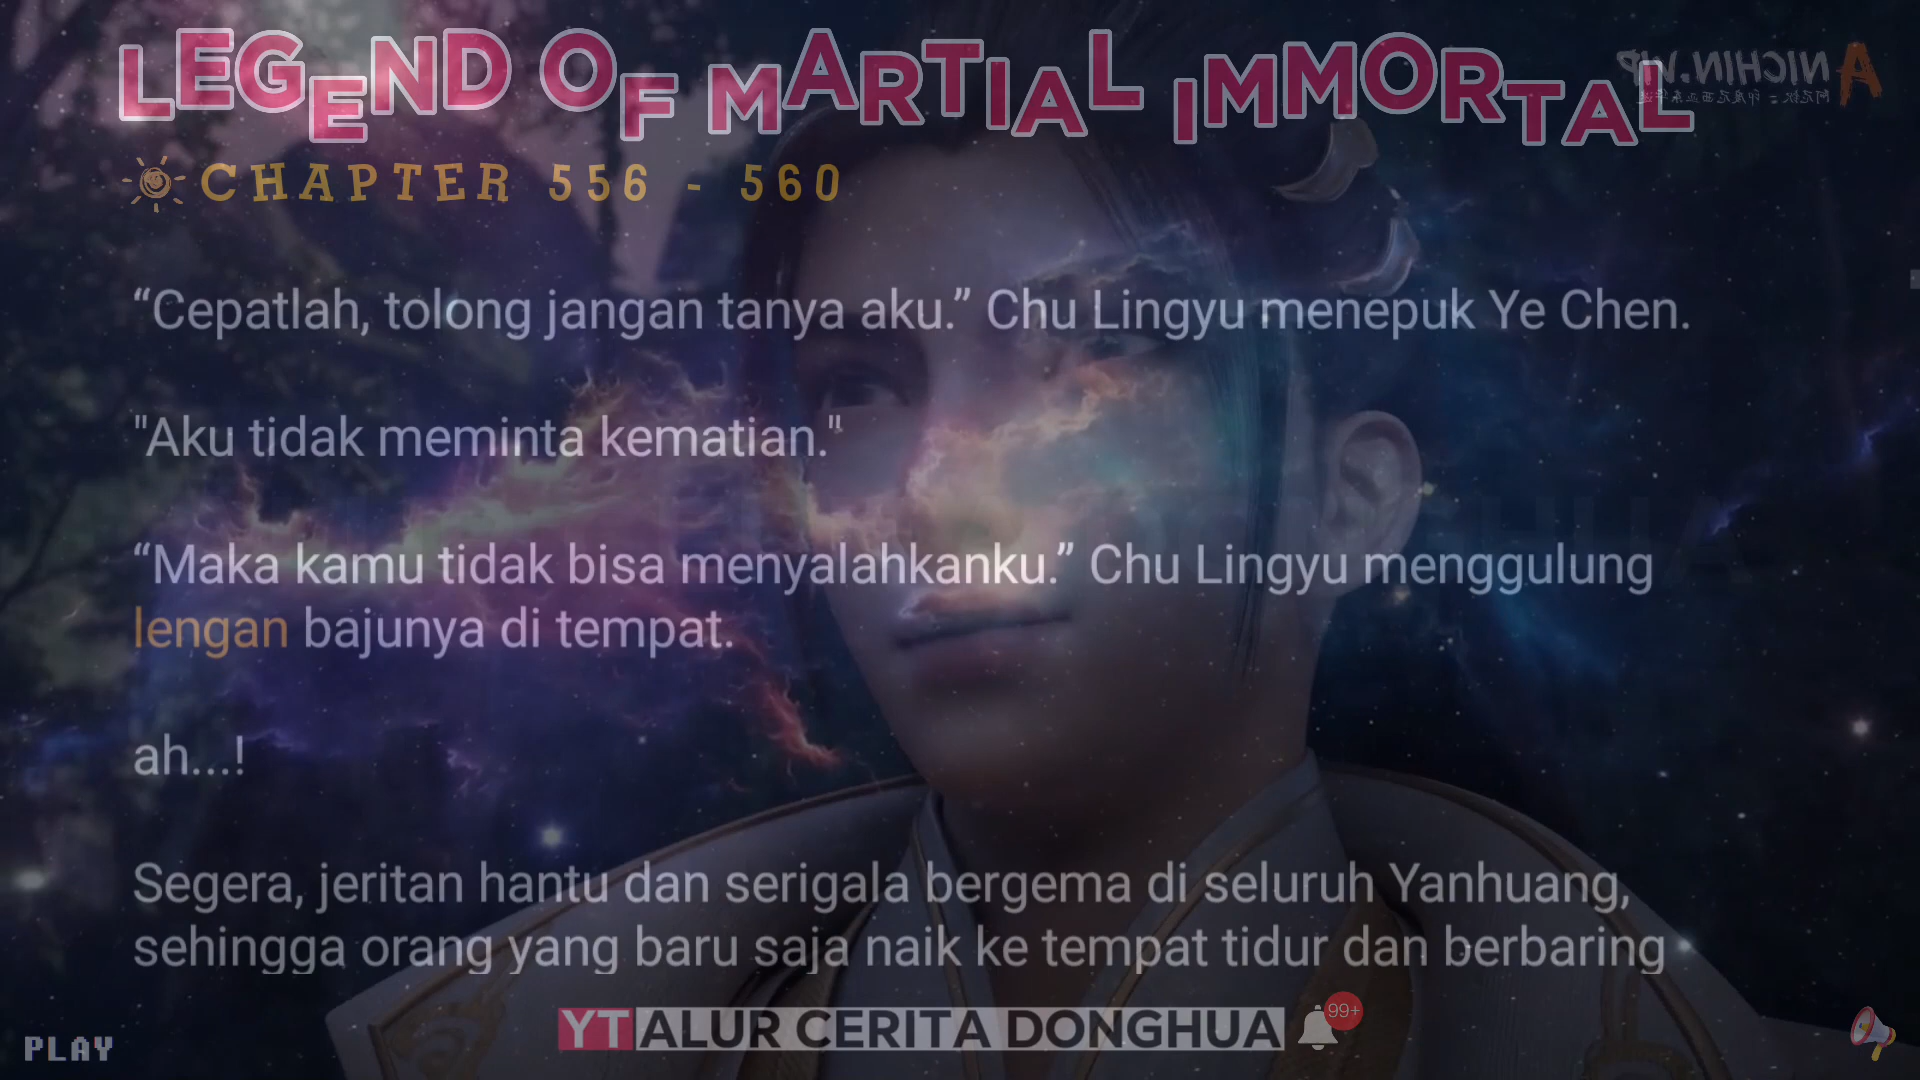 LEGEND OF MARTIAL IMMORTAL
ANICHIN.VIP
CHAPTER 556 - 560
“Cepatlah, tolong jangan tanya aku.” Chu Lingyu menepuk Ye Chen.
"Aku tidak meminta kematian."
“Maka kamu tidak bisa menyalahkanku.” Chu Lingyu menggulung
lengan bajunya di tempat.
ah...!
Segera, jeritan hantu dan serigala bergema di seluruh Yanhuang,
sehingga orang yang baru saja naik ke tempat tidur dan berbaring
YT ALUR CERITA DONGHUA
99+
PLAY